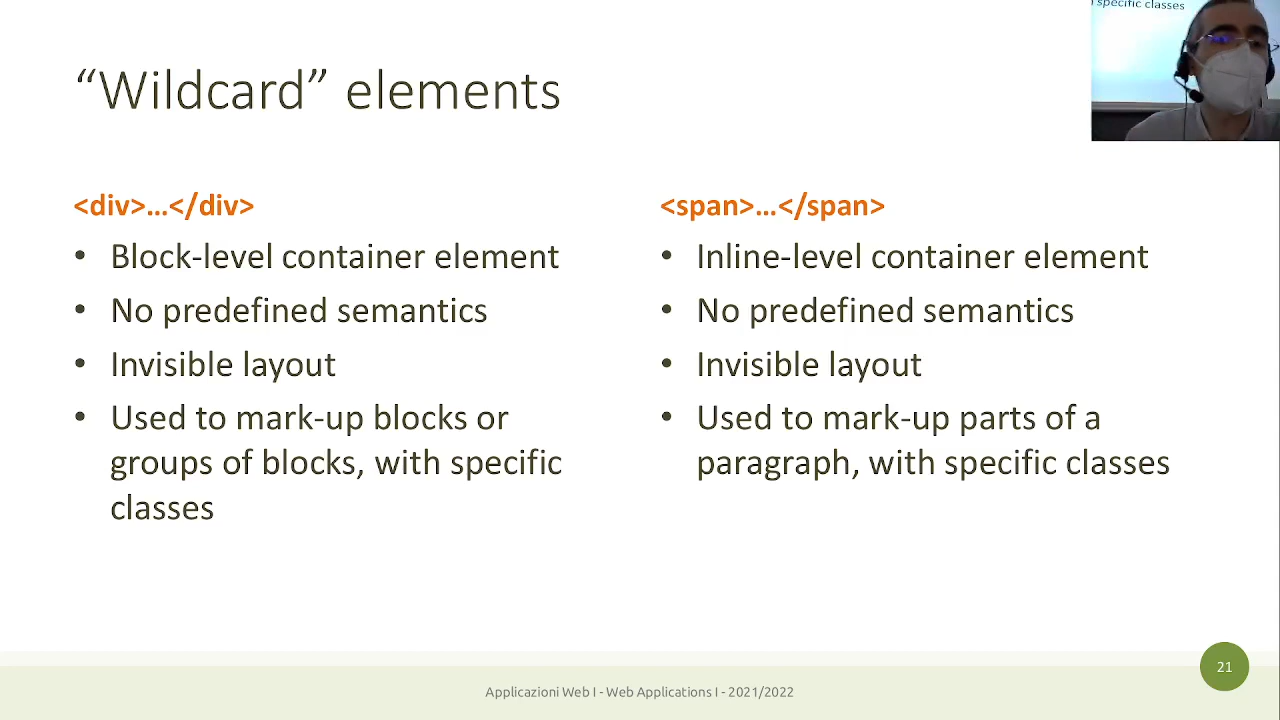 specific classes
“Wildcard” elements
<div>…</div>
• Block-level container element
• No predefined semantics
• Invisible layout
• Used to mark-up blocks or
groups of blocks, with specific
classes
<span>…</span>
• Inline-level container element
• No predefined semantics
• Invisible layout
• Used to mark-up parts of a
paragraph, with specific classes
21
Applicazioni Web I - Web Applications I - 2021/2022